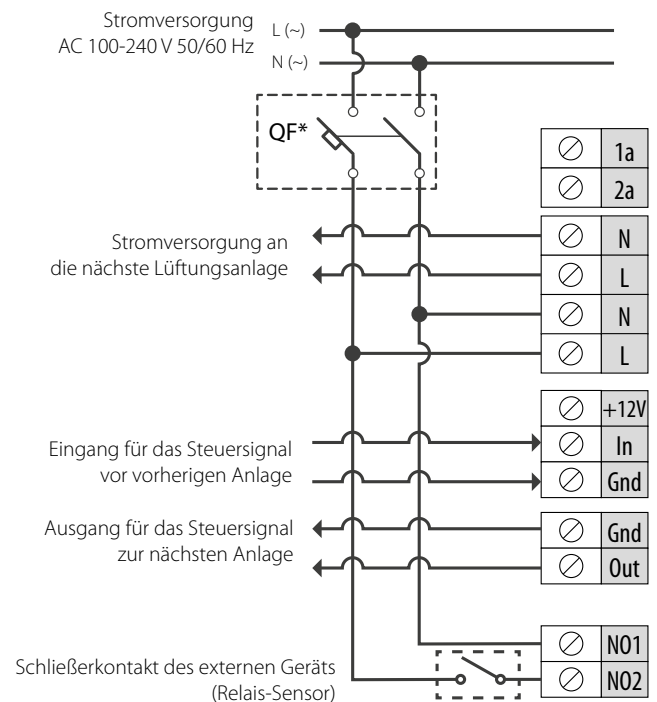 Stromversorgung
AC 100-240 V 50/60 Hz
L (~)
N (~)
QF*
1a
2a
Stromversorgung an
die nächste Lüftungsanlage
N
L
N
L
+12V
Eingang für das Steuersignal
vor vorherigen Anlage
In
Gnd
Ausgang für das Steuersignal
zur nächsten Anlage
Gnd
Out
Schließerkontakt des externen Geräts
(Relais-Sensor)
NO1
NO2